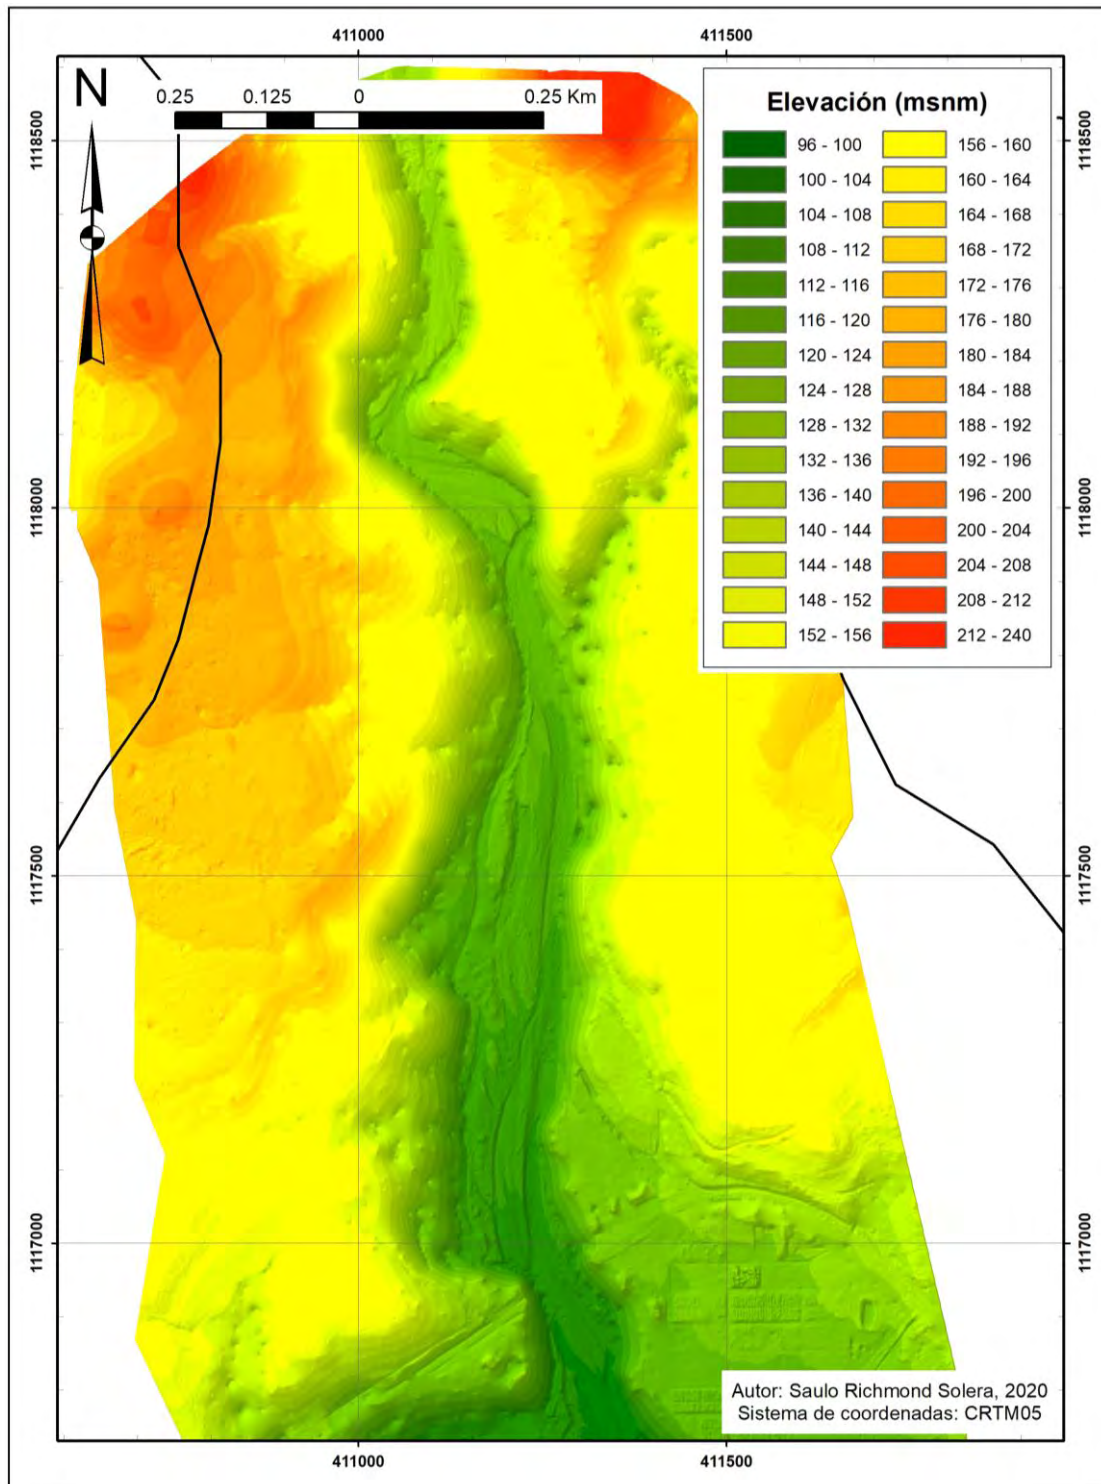 411000 411500
N
0.25 0.125 0 0.25 Km
Elevación (msnm)
96 - 100
100 - 104
104 - 108
108 - 112
112 - 116
116 - 120
120 - 124
124 - 128
128 - 132
132 - 136
136 - 140
140 - 144
144 - 148
148 - 152
152 - 156
156 - 160
160 - 164
164 - 168
168 - 172
172 - 176
176 - 180
180 - 184
184 - 188
188 - 192
192 - 196
196 - 200
200 - 204
204 - 208
208 - 212
212 - 240
1118500 1118500
1118000 1118000
1117500 1117500
1117000 1117000
Autor: Saulo Richmond Solera, 2020
Sistema de coordenadas: CRTM05
411000 411500